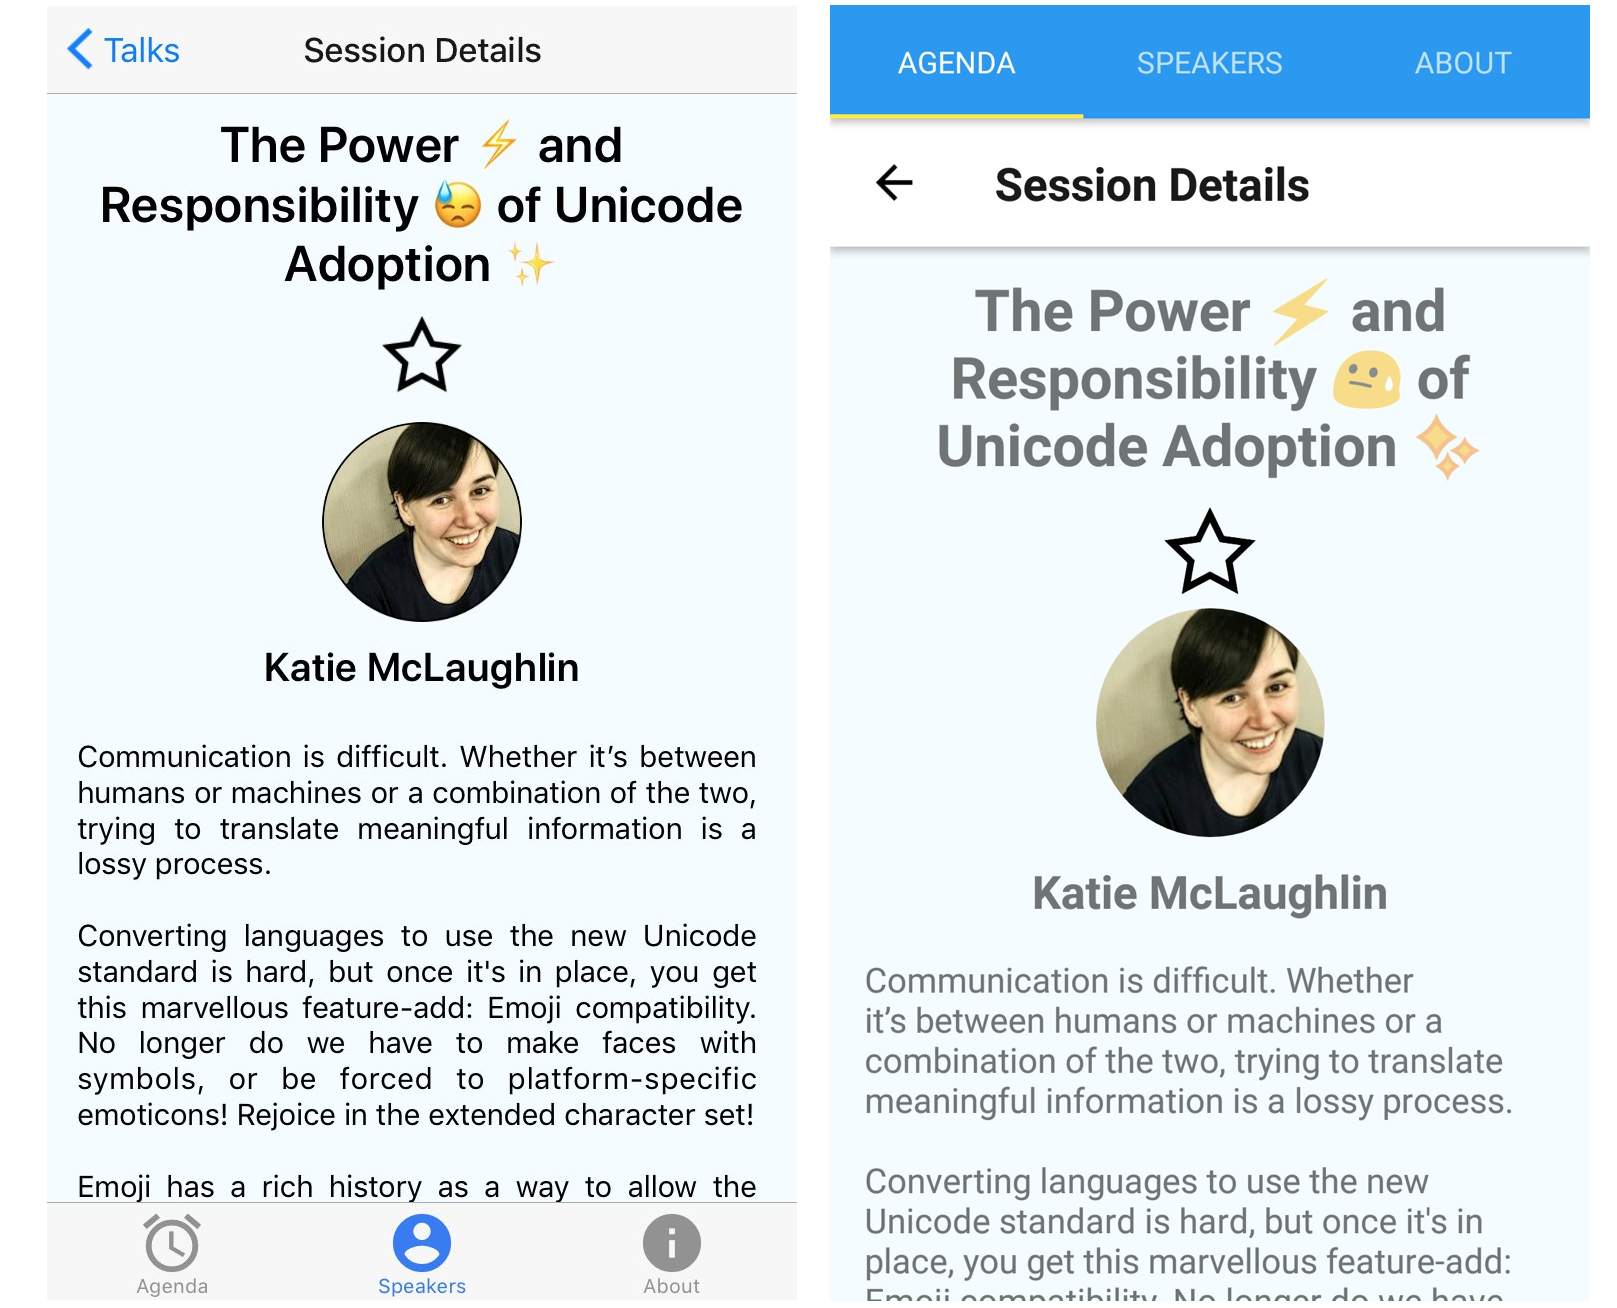 Talks
Session Details
The Power ⚡ and
Responsibility 😓 of Unicode
Adoption ✨
Katie McLaughlin
Communication is difficult. Whether it’s between
humans or machines or a combination of the two,
trying to translate meaningful information is a
lossy process.
Converting languages to use the new Unicode
standard is hard, but once it's in place, you get
this marvellous feature-add: Emoji compatibility.
No longer do we have to make faces with
symbols, or be forced to platform-specific
emoticons! Rejoice in the extended character set!
Emoji has a rich history as a way to allow the
Agenda
Speakers
About
AGENDA
SPEAKERS
ABOUT
Session Details
The Power ⚡ and
Responsibility 😓 of
Unicode Adoption ✨
Katie McLaughlin
Communication is difficult. Whether
it’s between humans or machines or a
combination of the two, trying to translate
meaningful information is a lossy process.
Converting languages to use the new
Unicode standard is hard, but once it's in
place, you get this marvellous feature-add:
Emoji compatibility. No longer do we have